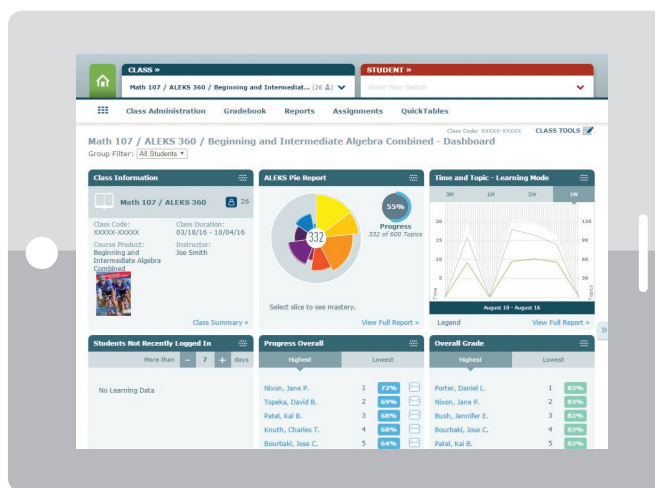 CLASS »
STUDENT »
Math 107 / ALEKS 360 / Beginning and Intermediat... (26)
Enter Your Search
Class Administration Gradebook Reports Assignments QuickTables
Class Code: XXXXX-XXXXX CLASS TOOLS
Math 107 / ALEKS 360 / Beginning and Intermediate Algebra Combined - Dashboard
Group Filter: All Students
Class Information
Math 107 / ALEKS 360 26
Class Code:
XXXXX-XXXXX
Class Duration:
03/18/16 - 10/04/16
Course Product:
Beginning and
Intermediate Algebra
Combined
Instructor:
Joe Smith
Class Summary »
ALEKS Pie Report
332
55%
Progress
332 of 600 Topics
Select slice to see mastery.
View Full Report »
Time and Topic - Learning Mode
3M 1M 2W 1W
20 120
15 90
10 60
5 30
Time Topics
August 10 - August 16
Legend View Full Report »
Students Not Recently Logged In
More than - 7 + days
No Learning Data
Progress Overall
Highest Lowest
Nixon, Jane P. 1 72%
Topeka, David B. 2 69%
Patel, Kal B. 3 68%
Knuth, Charles T. 4 68%
Bourbaki, Jose C. 5 64%
Overall Grade
Highest Lowest
Porter, Daniel L. 1 83%
Nixon, Jane P. 2 83%
Bush, Jennifer E. 3 83%
Bourbaki, Jose C. 4 83%
Patel, Kai B. 5 82%
»